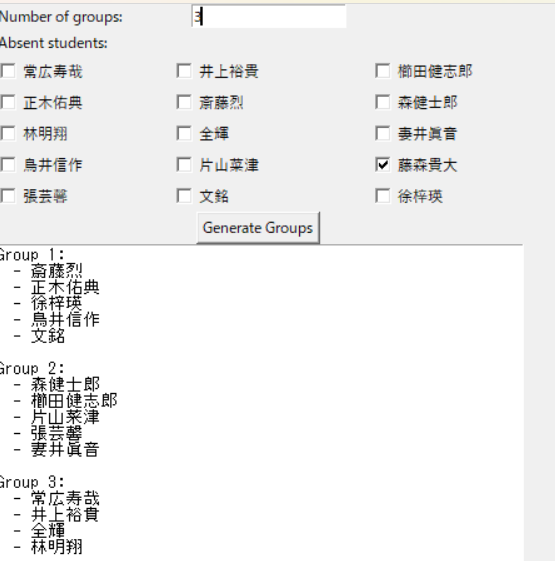 Number of groups: 3
Absent students:
常広寿哉 井上裕貴 櫛田健志郎
正木佑典 斎藤烈 森健士郎
林明翔 全輝 妻井眞音
鳥井信作 片山菜津 藤森貴大
張芸馨 文銘 徐梓瑛
Generate Groups
Group 1:
- 斎藤烈
- 正木佑典
- 徐梓瑛
- 鳥井信作
- 文銘
Group 2:
- 森健士郎
- 櫛田健志郎
- 片山菜津
- 張芸馨
- 妻井眞音
Group 3:
- 常広寿哉
- 井上裕貴
- 全輝
- 林明翔